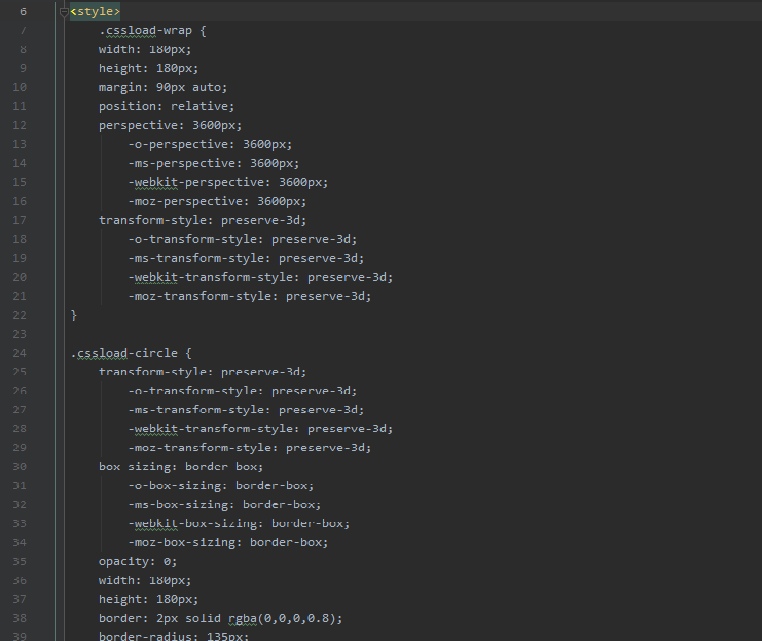 6 <style>
7 .cssload-wrap {
8 width: 180px;
9 height: 180px;
10 margin: 90px auto;
11 position: relative;
12 perspective: 3600px;
13 -o-perspective: 3600px;
14 -ms-perspective: 3600px;
15 -webkit-perspective: 3600px;
16 -moz-perspective: 3600px;
17 transform-style: preserve-3d;
18 -o-transform-style: preserve-3d;
19 -ms-transform-style: preserve-3d;
20 -webkit-transform-style: preserve-3d;
21 -moz-transform-style: preserve-3d;
22 }
23
24 .cssload-circle {
25 transform-style: preserve-3d;
26 -o-transform-style: preserve-3d;
27 -ms-transform-style: preserve-3d;
28 -webkit-transform-style: preserve-3d;
29 -moz-transform-style: preserve-3d;
30 box-sizing: border-box;
31 -o-box-sizing: border-box;
32 -ms-box-sizing: border-box;
33 -webkit-box-sizing: border-box;
34 -moz-box-sizing: border-box;
35 opacity: 0;
36 width: 180px;
37 height: 180px;
38 border: 2px solid rgba(0,0,0,0.8);
39 border-radius: 135px;